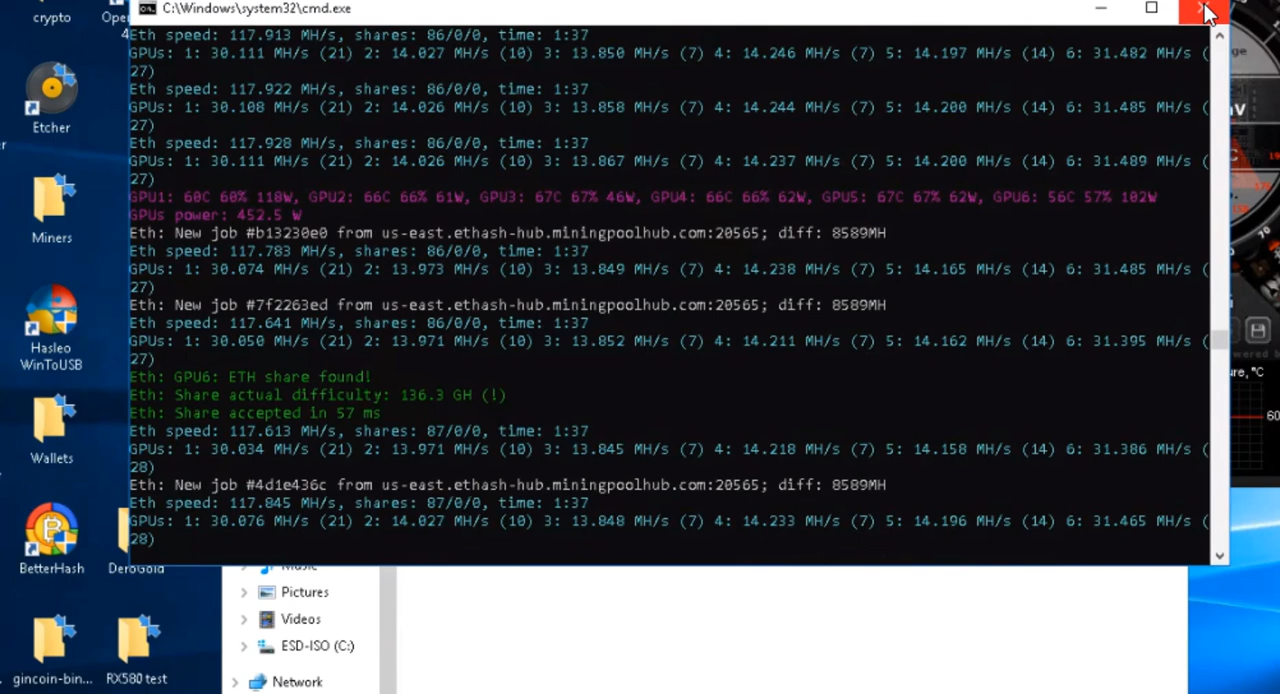 C:\Windows\system32\cmd.exe
Eth speed: 117.913 MH/s, shares: 86/0/0, time: 1:37
GPUs: 1: 30.111 MH/s (21) 2: 14.027 MH/s (10) 3: 13.850 MH/s (7) 4: 14.246 MH/s (7) 5: 14.197 MH/s (14) 6: 31.482 MH/s (
27)
Eth speed: 117.922 MH/s, shares: 86/0/0, time: 1:37
GPUs: 1: 30.108 MH/s (21) 2: 14.026 MH/s (10) 3: 13.858 MH/s (7) 4: 14.244 MH/s (7) 5: 14.200 MH/s (14) 6: 31.485 MH/s (
27)
Eth speed: 117.928 MH/s, shares: 86/0/0, time: 1:37
GPUs: 1: 30.111 MH/s (21) 2: 14.026 MH/s (10) 3: 13.867 MH/s (7) 4: 14.237 MH/s (7) 5: 14.200 MH/s (14) 6: 31.489 MH/s (
27)
GPU1: 60C 60% 118W, GPU2: 66C 66% 61W, GPU3: 67C 67% 46W, GPU4: 66C 66% 62W, GPU5: 67C 67% 62W, GPU6: 56C 57% 102W
GPUs power: 452.5 W
Eth: New job #b13230e0 from us-east.ethash-hub.miningpoolhub.com:20565; diff: 8589MH
Eth speed: 117.783 MH/s, shares: 86/0/0, time: 1:37
GPUs: 1: 30.074 MH/s (21) 2: 13.973 MH/s (10) 3: 13.849 MH/s (7) 4: 14.238 MH/s (7) 5: 14.165 MH/s (14) 6: 31.485 MH/s (
27)
Eth: New job #7f2263ed from us-east.ethash-hub.miningpoolhub.com:20565; diff: 8589MH
Eth speed: 117.641 MH/s, shares: 86/0/0, time: 1:37
GPUs: 1: 30.050 MH/s (21) 2: 13.971 MH/s (10) 3: 13.852 MH/s (7) 4: 14.211 MH/s (7) 5: 14.162 MH/s (14) 6: 31.395 MH/s (
27)
Eth: GPU6: ETH share found!
Eth: Share actual difficulty: 136.3 GH (!)
Eth: Share accepted in 57 ms
Eth speed: 117.613 MH/s, shares: 87/0/0, time: 1:37
GPUs: 1: 30.034 MH/s (21) 2: 13.971 MH/s (10) 3: 13.845 MH/s (7) 4: 14.218 MH/s (7) 5: 14.158 MH/s (14) 6: 31.386 MH/s (
28)
Eth: New job #4d1e436c from us-east.ethash-hub.miningpoolhub.com:20565; diff: 8589MH
Eth speed: 117.845 MH/s, shares: 87/0/0, time: 1:37
GPUs: 1: 30.076 MH/s (21) 2: 14.027 MH/s (10) 3: 13.848 MH/s (7) 4: 14.233 MH/s (7) 5: 14.196 MH/s (14) 6: 31.465 MH/s (
28)
crypto
Etcher
Miners
Hasleo
WinToUSB
Wallets
BetterHash
DeroGold
gincoin-bin...
RX580 test
Music
Pictures
Videos
ESD-ISO (C:)
Network
60